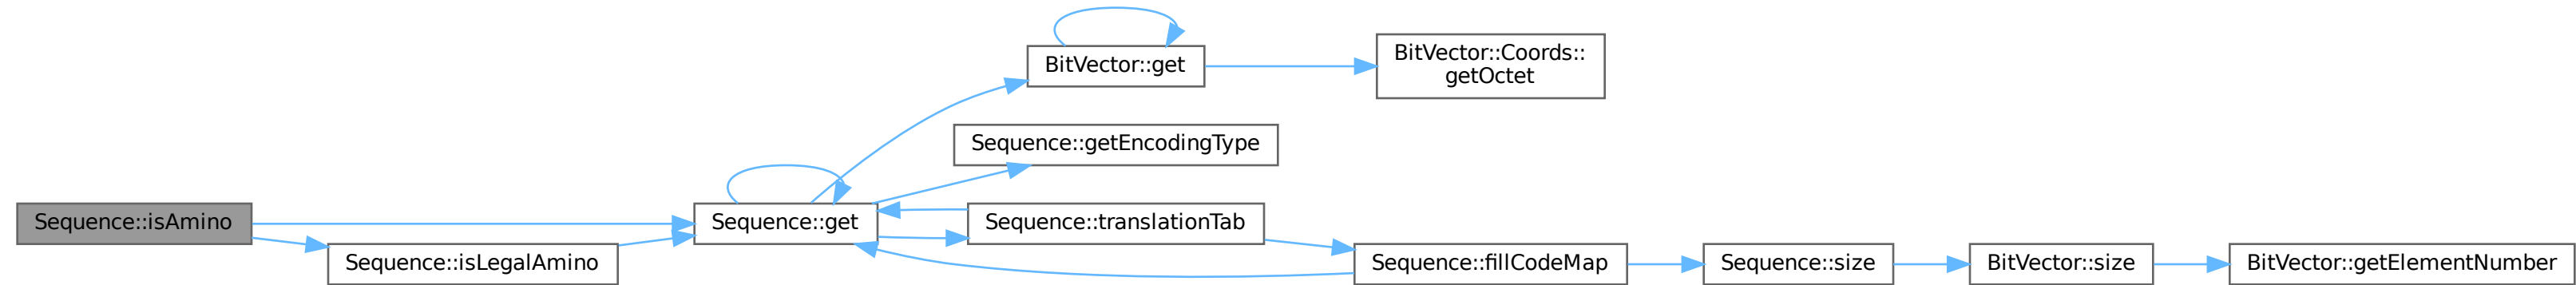 BitVector::get
BitVector::Coords::
getOctet
Sequence::getEncodingType
Sequence::isAmino
Sequence::get
Sequence::translationTab
Sequence::isLegalAmino
Sequence::fillCodeMap
Sequence::size
BitVector::size
BitVector::getElementNumber